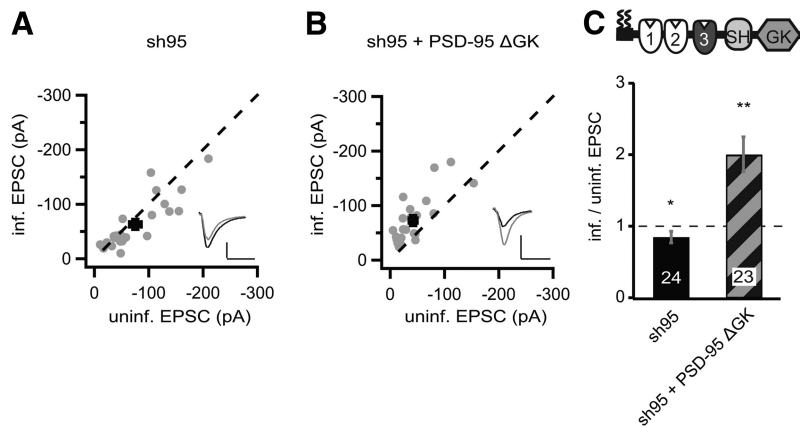 A
sh95
inf. EPSC (pA)
-300
-200
-100
0
0 -100 -200 -300
uninf. EPSC (pA)
B
sh95 + PSD-95 ΔGK
inf. EPSC (pA)
-300
-200
-100
0
0 -100 -200 -300
uninf. EPSC (pA)
C
1 2 3 SH GK
inf. / uninf. EPSC
3
2
1
0
*
**
24
23
sh95
sh95 + PSD-95 ΔGK